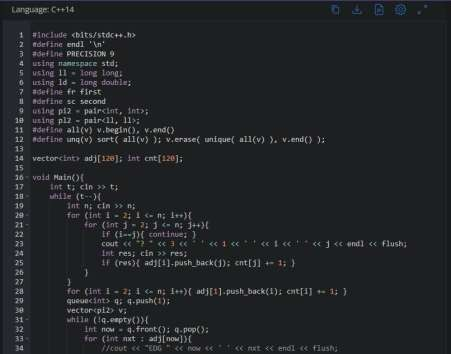 Language: C++14
1 #include <bits/stdc++.h>
2 #define endl '\n'
3 #define PRECISION 9
4 using namespace std;
5 using ll = long long;
6 using ld = long double;
7 #define fr first
8 #define sc second
9 using pi2 = pair<int, int>;
10 using pl2 = pair<ll, ll>;
11 #define all(v) v.begin(), v.end()
12 #define unq(v) sort( all(v) ); v.erase( unique( all(v) ), v.end() );
13
14 vector<int> adj[120]; int cnt[120];
15
16 void Main(){
17 int t; cin >> t;
18 while (t--){
19 int n; cin >> n;
20 for (int i = 2; i <= n; i++){
21 for (int j = 2; j <= n; j++){
22 if (i==j){ continue; }
23 cout << "? " << 3 << ' ' << 1 << ' ' << i << ' ' << j << endl << flush;
24 int res; cin >> res;
25 if (res){ adj[i].push_back(j); cnt[j] += 1; }
26 }
27 }
28 for (int i = 2; i <= n; i++){ adj[1].push_back(i); cnt[i] += 1; }
29 queue<int> q; q.push(1);
30 vector<pi2> v;
31 while (!q.empty()){
32 int now = q.front(); q.pop();
33 for (int nxt : adj[now]){
34 //cout << "EDG " << now << ' ' << nxt << endl << flush;